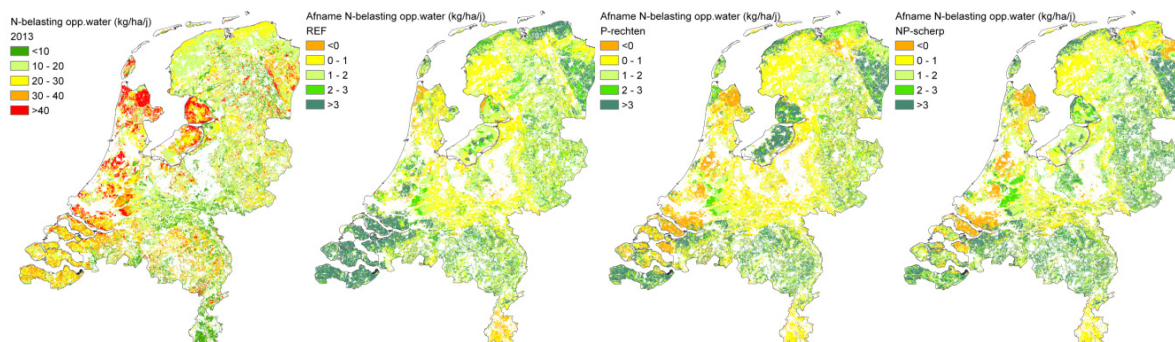 N-belasting opp.water (kg/ha/j)
2013
<10
10 - 20
20 - 30
30 - 40
>40
Afname N-belasting opp.water (kg/ha/j)
REF
<0
0 - 1
1 - 2
2 - 3
>3
Afname N-belasting opp.water (kg/ha/j)
P-rechten
<0
0 - 1
1 - 2
2 - 3
>3
Afname N-belasting opp.water (kg/ha/j)
NP-scherp
<0
0 - 1
1 - 2
2 - 3
>3